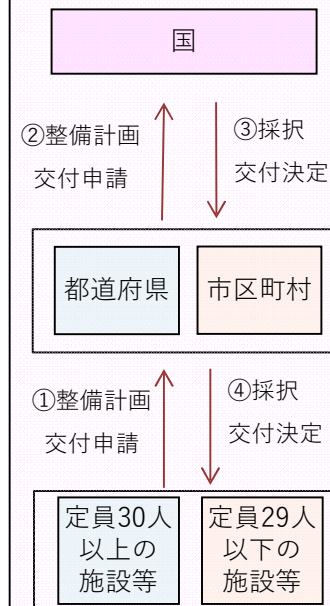 国
②整備計画
交付申請
③採択
交付決定
都道府県
市区町村
①整備計画
交付申請
④採択
交付決定
定員30人
以上の
施設等
定員29人
以下の
施設等